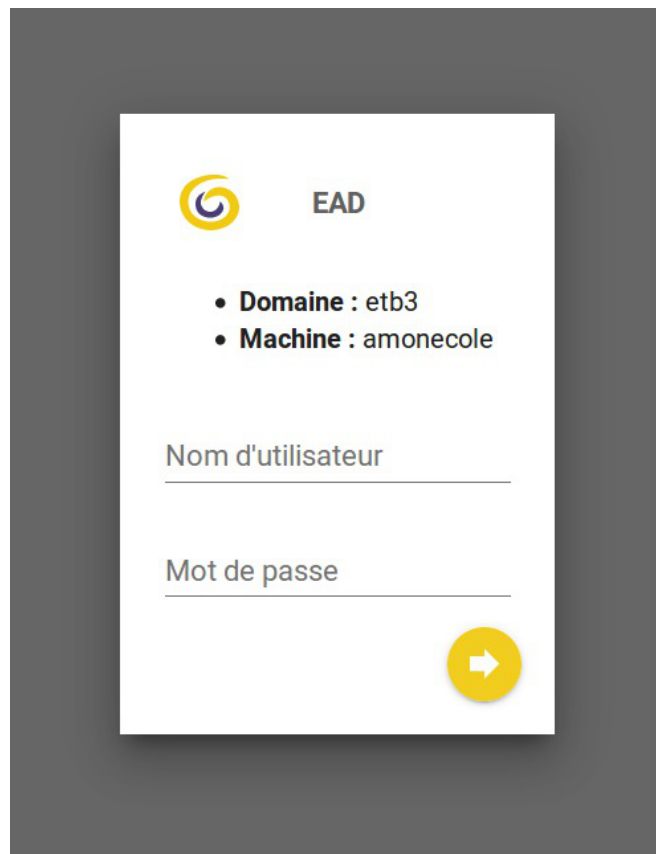 EAD
Domaine : etb3
Machine : amonecole
Nom d'utilisateur
Mot de passe